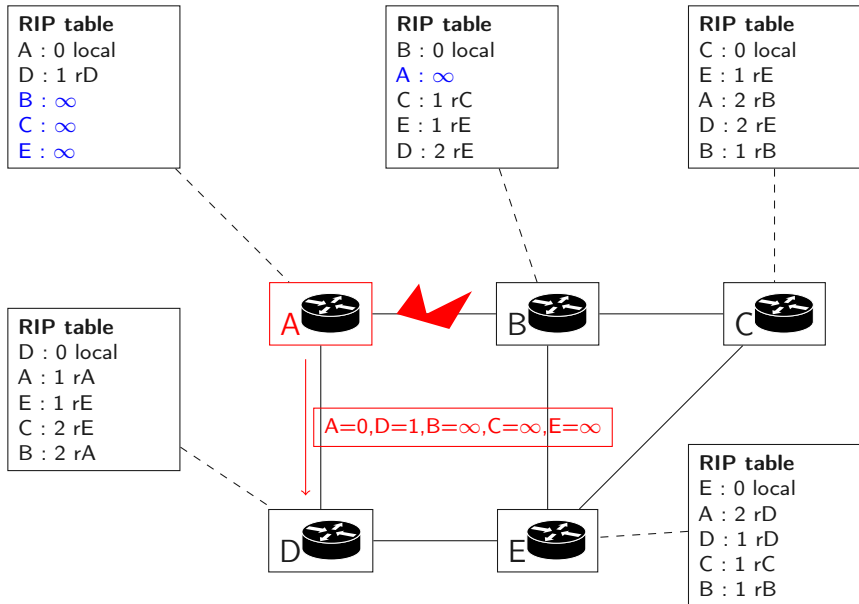 RIP table
A : 0 local
D : 1 rD
B : ∞
C : ∞
E : ∞
RIP table
B : 0 local
A : ∞
C : 1 rC
E : 1 rE
D : 2 rE
RIP table
C : 0 local
E : 1 rE
A : 2 rB
D : 2 rE
B : 1 rB
A
B
C
RIP table
D : 0 local
A : 1 rA
E : 1 rE
C : 2 rE
B : 2 rA
A=0,D=1,B=∞,C=∞,E=∞
D
E
RIP table
E : 0 local
A : 2 rD
D : 1 rD
C : 1 rC
B : 1 rB